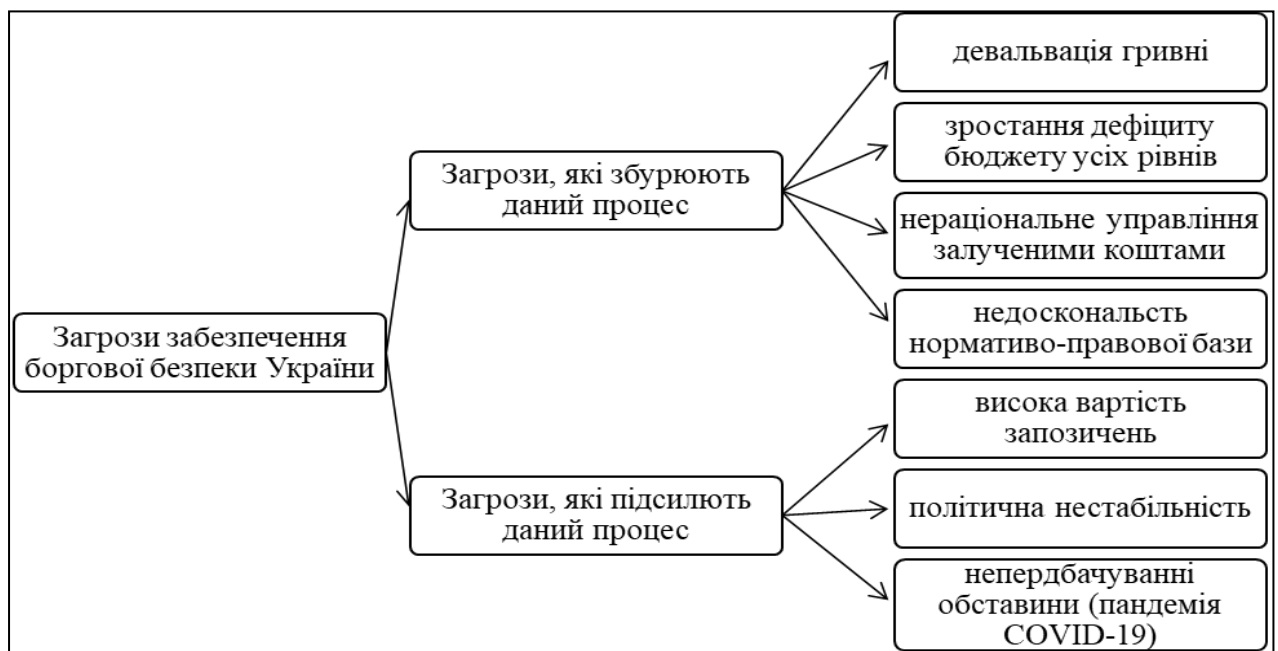 Загрози забезпечення
боргової безпеки України
Загрози, які збурюють
даний процес
девальвація гривні
зростання дефіциту
бюджету усіх рівнів
нераціональне управління
залученими коштами
недоскональсть
нормативо-правової бази
Загрози, які підсилють
даний процес
висока вартість
запозичень
політична нестабільність
непердбачуванні
обставини (пандемія
COVID-19)